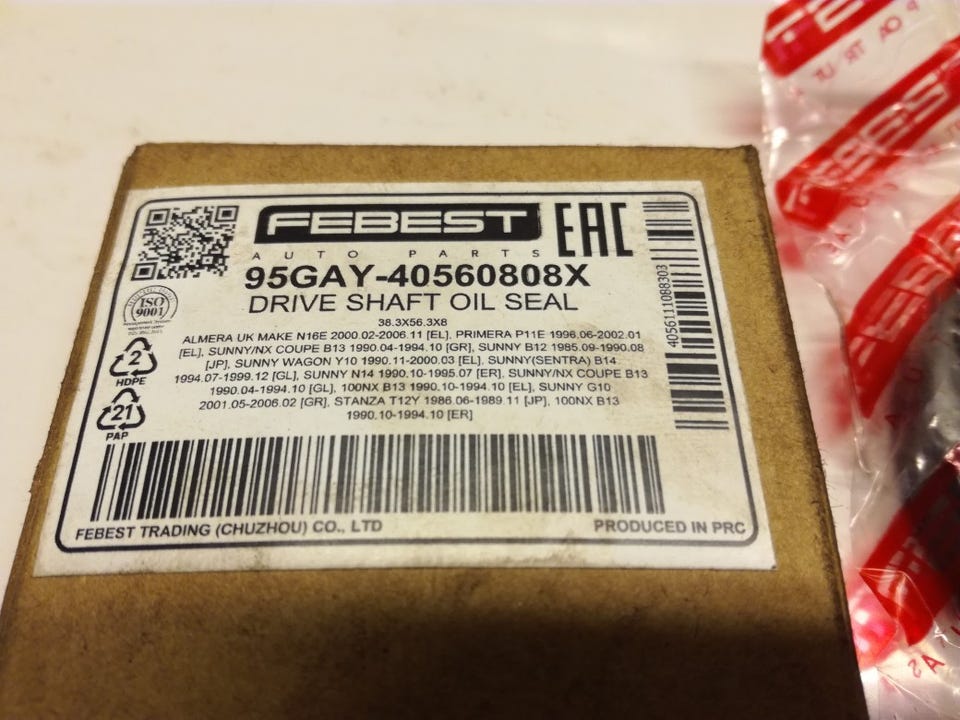 FEBEST
EAC
AUTO PARTS
95GAY-40560808X
DRIVE SHAFT OIL SEAL
38.3X56.3X8
ALMERA UK MAKE N16E 2000.02-2006.11 [EL], PRIMERA P11E 1996.06-2002.01
[EL], SUNNY/NX COUPE B13 1990.04-1994.10 [GR], SUNNY B12 1985.09-1990.08
[JP], SUNNY WAGON Y10 1990.11-2000.03 [EL], SUNNY(SENTRA) B14
1994.07-1999.12 [GL], SUNNY N14 1990.10-1995.07 [ER], SUNNY/NX COUPE B13
1990.04-1994.10 [GL], 100NX B13 1990.10-1994.10 [EL], SUNNY G10
2001.05-2006.02 [GR], STANZA T12Y 1986.06-1989.11 [JP], 100NX B13
1990.10-1994.10 [ER]
ISO
9001
2
HDPE
21
PAP
4056111088303
FEBEST TRADING (CHUZHOU) CO., LTD
PRODUCED IN PRC